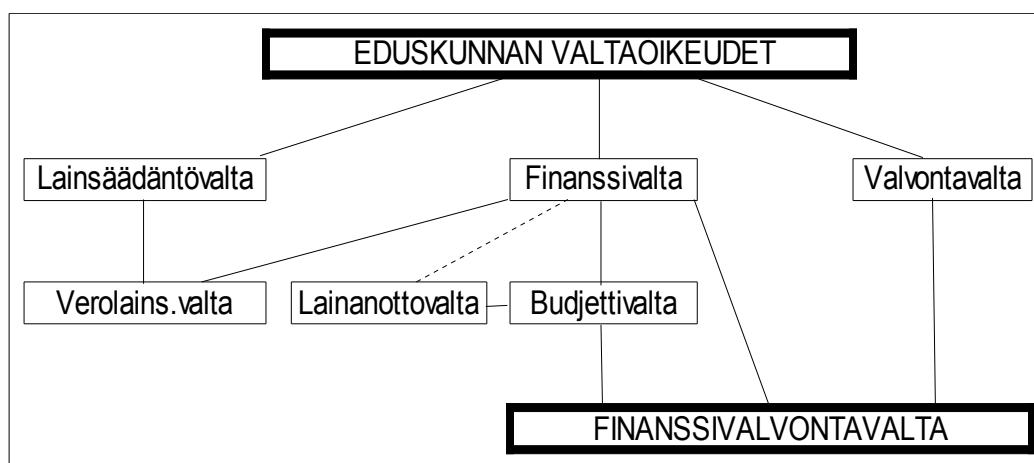 EDUSKUNNAN VALTAOIKEUDET
Lainsäädäntövalta
Finanssivalta
Valvontavalta
Verolains.valta
Lainanottovalta
Budjettivalta
FINANSSIVALVONTAVALTA